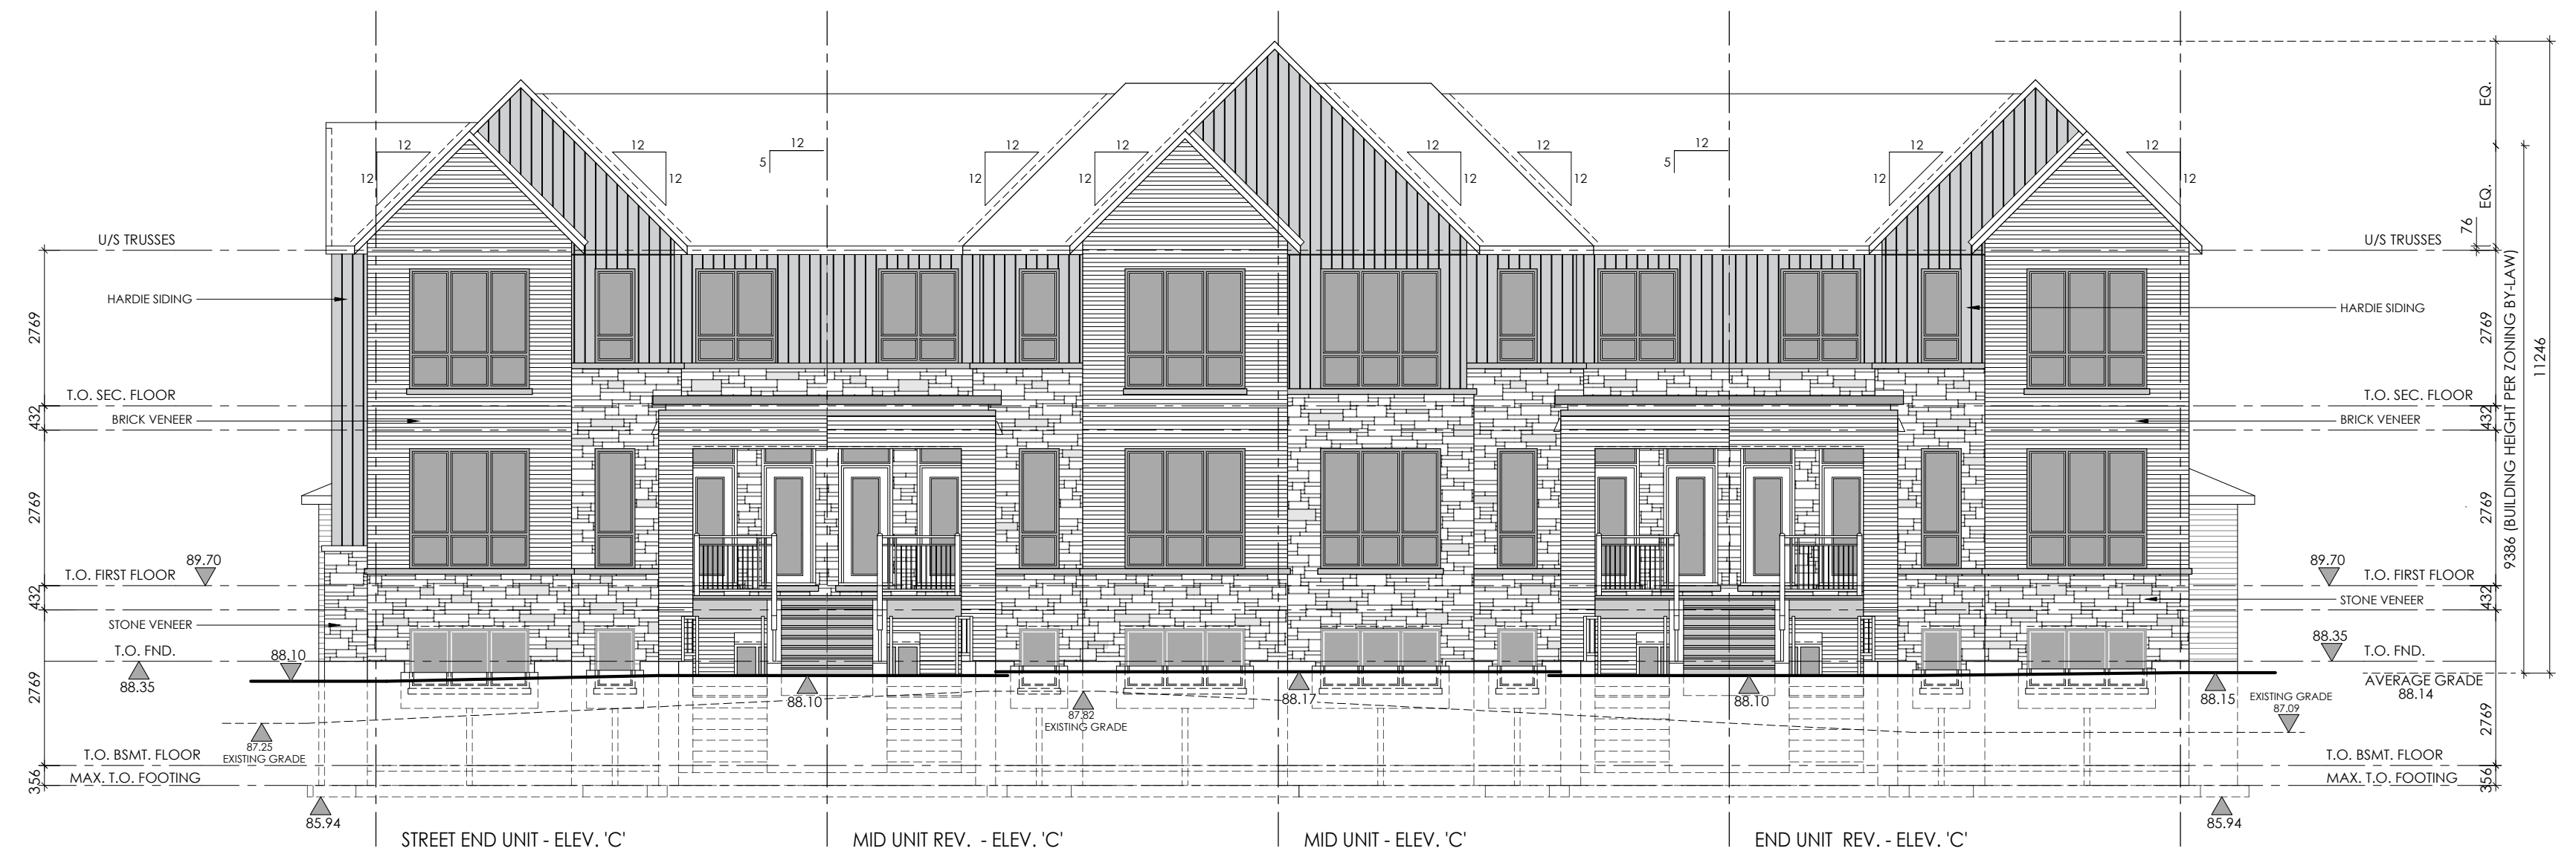 EQ.
12 12 12 12 12 12 12 12 12 12
5 5
12 12 12 12 12 12 12 12
EQ.
76
U/S TRUSSES
U/S TRUSSES
HARDIE SIDING
HARDIE SIDING
2769
2769
9386 (BUILDING HEIGHT PER ZONING BY-LAW)
11246
T.O. SEC. FLOOR
T.O. SEC. FLOOR
432
432
BRICK VENEER
BRICK VENEER
2769
2769
89.70
89.70
T.O. FIRST FLOOR
T.O. FIRST FLOOR
432
432
STONE VENEER
STONE VENEER
T.O. FND.
88.10
88.35
T.O. FND.
88.35
AVERAGE GRADE
88.14
2769
88.10
87.82
EXISTING GRADE
88.17
88.10
88.15
EXISTING GRADE
87.09
2769
87.25
EXISTING GRADE
T.O. BSMT. FLOOR
T.O. BSMT. FLOOR
MAX. T.O. FOOTING
MAX. T.O. FOOTING
356
356
85.94
85.94
STREET END UNIT - ELEV. 'C'
MID UNIT REV. - ELEV. 'C'
MID UNIT - ELEV. 'C'
END UNIT REV. - ELEV. 'C'